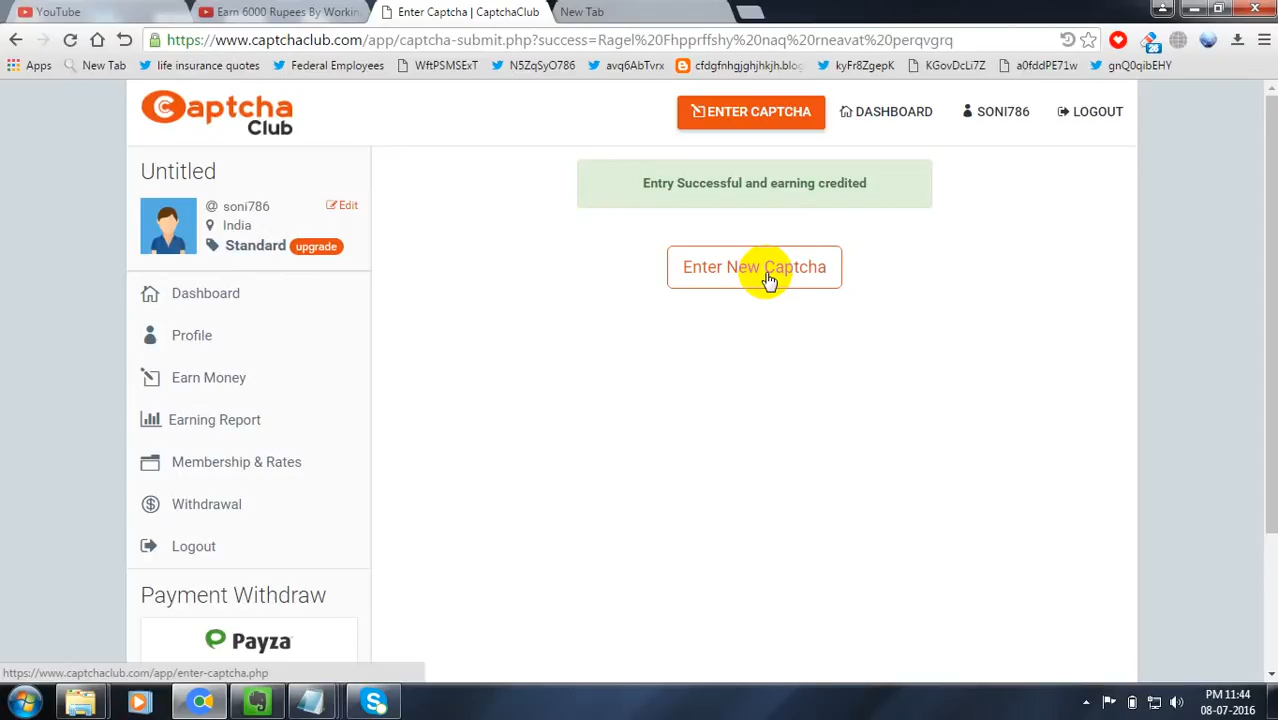 YouTube
Earn 6000 Rupees By Workin
Enter Captcha | CaptchaClub
New Tab
https://www.captchaclub.com/app/captcha-submit.php?success=Ragel%20Fhpprffshy%20naq%20rneavat%20perqvgrq
Apps
New Tab
life insurance quotes
Federal Employees
WftPSMSExT
N5ZqSyO786
avq6AbTvrx
cfdgfnhgjghjhkjh.blog
kyFr8ZgepK
KGovDcLi7Z
a0fddPE71w
gnQ0qibEHY
Captcha Club
ENTER CAPTCHA
DASHBOARD
SONI786
LOGOUT
Untitled
@ soni786
Edit
India
Standard upgrade
Entry Successful and earning credited
Enter New Captcha
Dashboard
Profile
Earn Money
Earning Report
Membership & Rates
Withdrawal
Logout
Payment Withdraw
Payza
https://www.captchaclub.com/app/enter-captcha.php
PM 11:44
08-07-2016